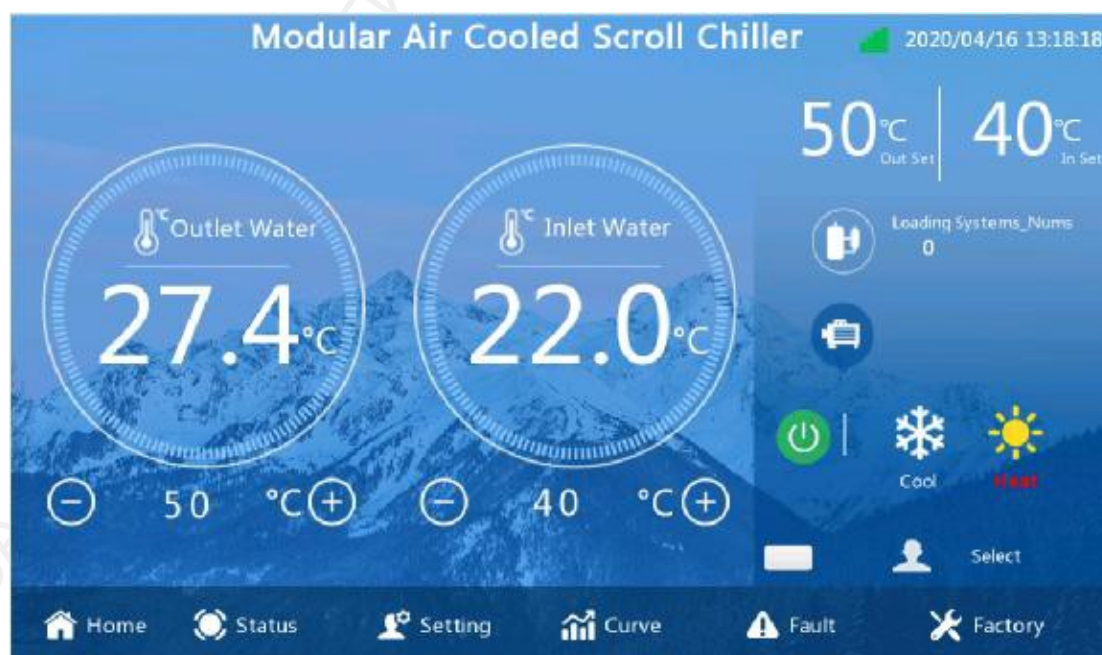 Modular Air Cooled Scroll Chiller
2020/04/16 13:18:18
50°C Out Set
40°C In Set
°C Outlet Water
27.4°C
°C Inlet Water
22.0°C
Loading Systems_Nums
0
Cool
Heat
50 °C
40 °C
Select
Home
Status
Setting
Curve
Fault
Factory